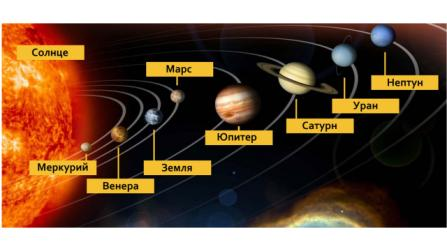 Солнце
Меркурий
Венера
Земля
Марс
Юпитер
Сатурн
Уран
Нептун